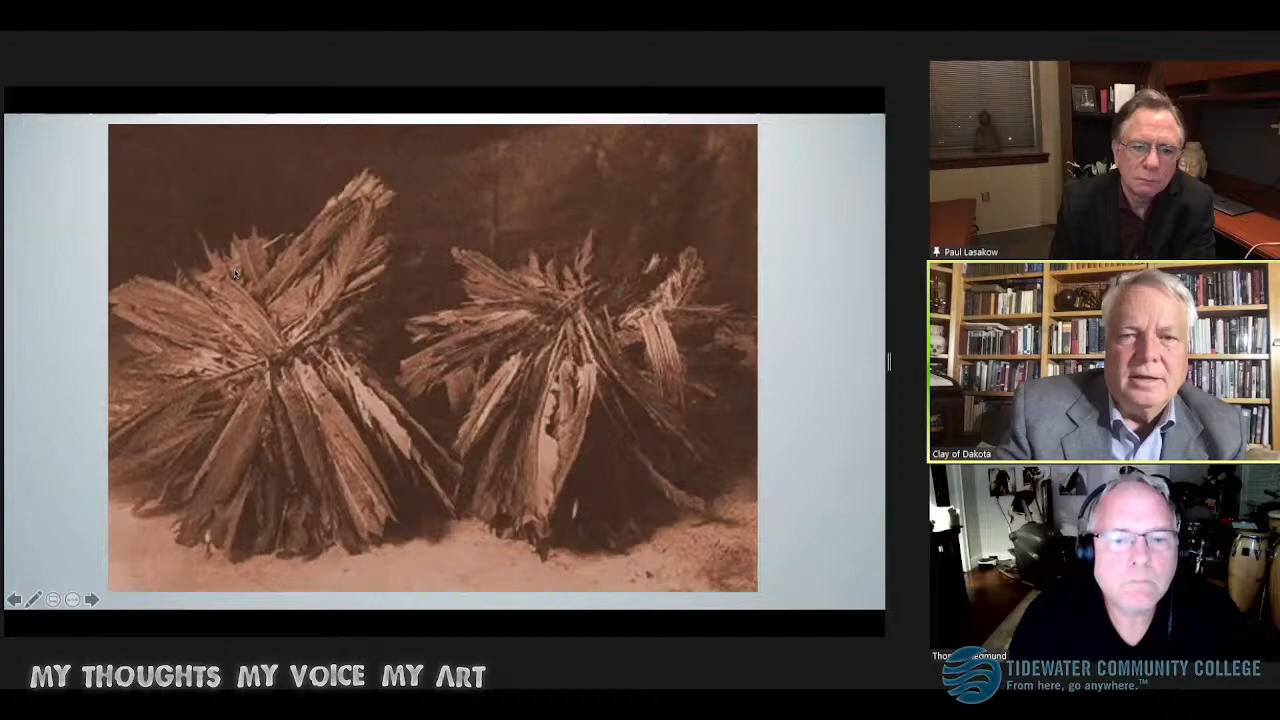 Paul Lasakow
Clay of Dakota
MY THOUGHTS MY VOICE MY ART
TIDEWATER COMMUNITY COLLEGE
From here, go anywhere.™